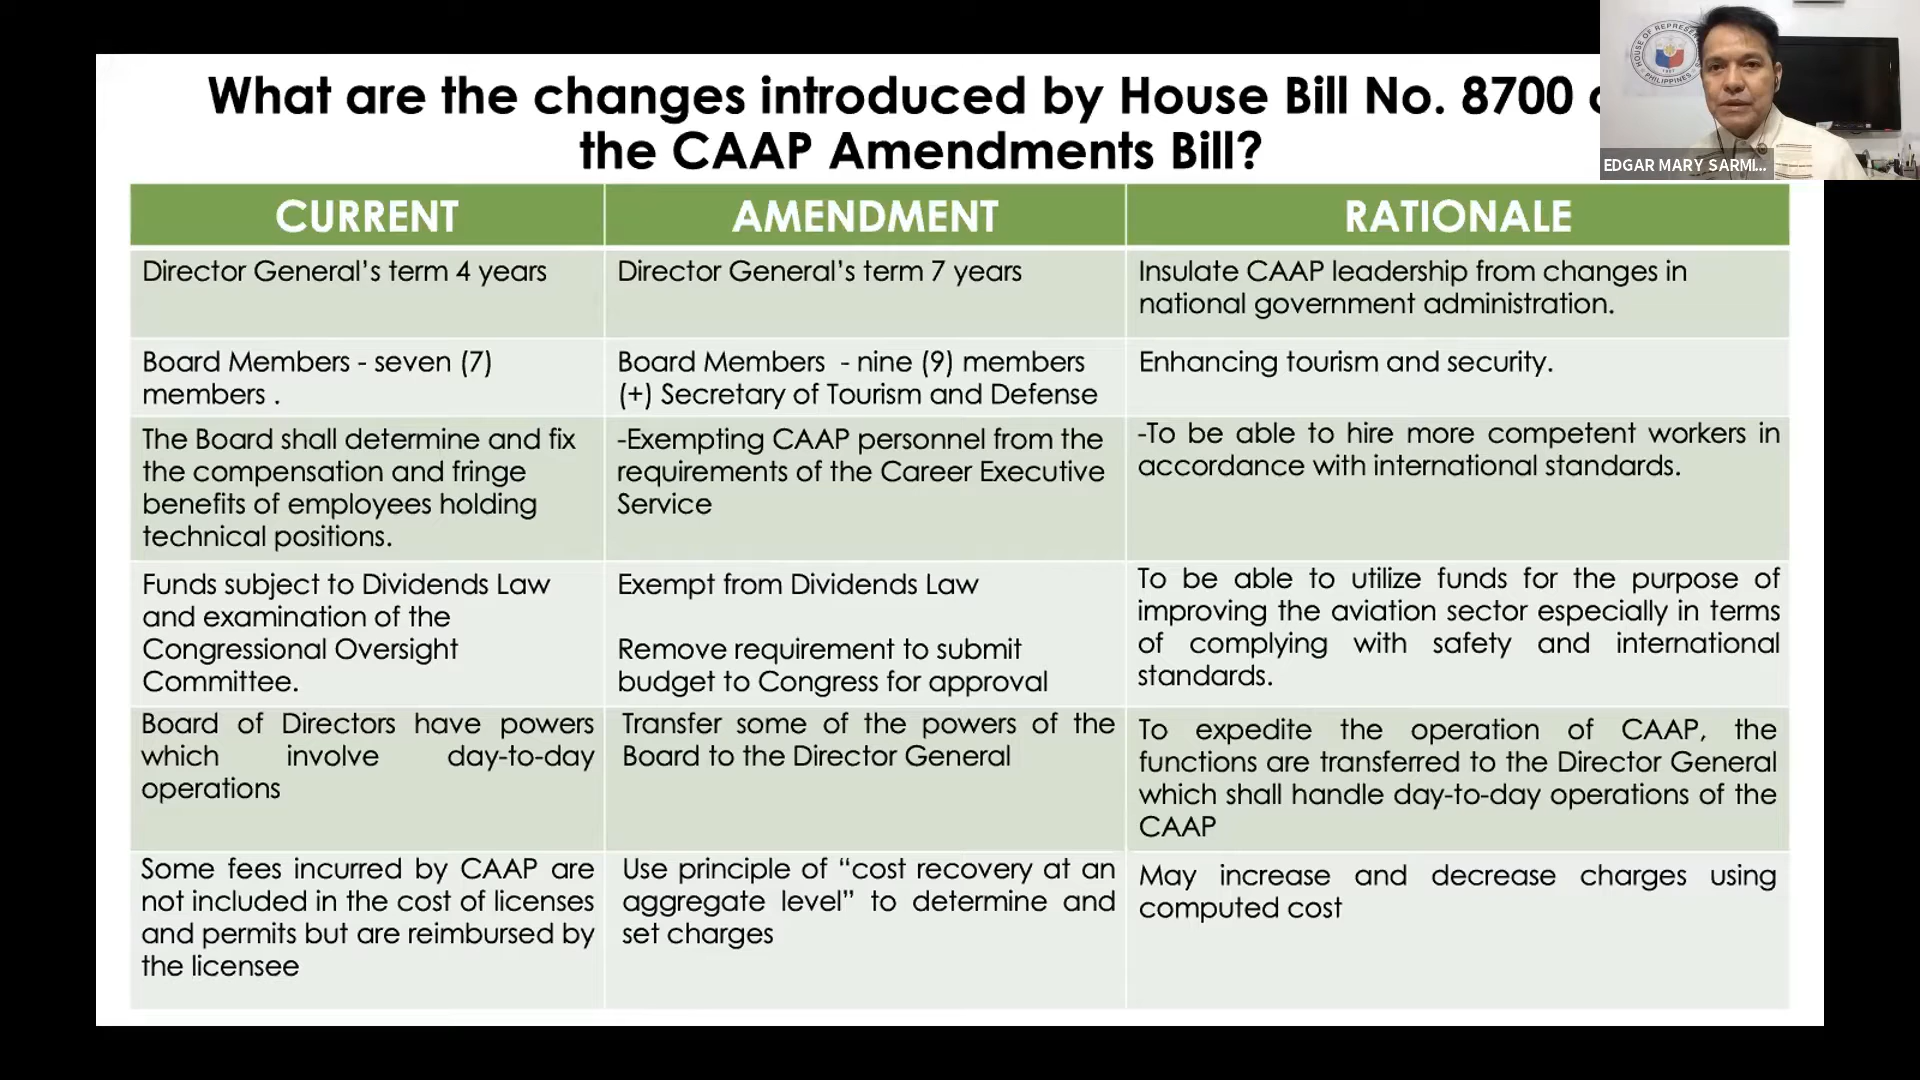 What are the changes introduced by House Bill No. 8700
the CAAP Amendments Bill?
HOUSE OF
PHILIPPINES
EDGAR MARY SARMI...
CURRENT
AMENDMENT
RATIONALE
Director General’s term 4 years
Director General’s term 7 years
Insulate CAAP leadership from changes in
national government administration.
Board Members - seven (7)
members .
Board Members - nine (9) members
(+) Secretary of Tourism and Defense
Enhancing tourism and security.
The Board shall determine and fix
the compensation and fringe
benefits of employees holding
technical positions.
-Exempting CAAP personnel from the
requirements of the Career Executive
Service
-To be able to hire more competent workers in
accordance with international standards.
Funds subject to Dividends Law
and examination of the
Congressional Oversight
Committee.
Exempt from Dividends Law
Remove requirement to submit
budget to Congress for approval
To be able to utilize funds for the purpose of
improving the aviation sector especially in terms
of complying with safety and international
standards.
Board of Directors have powers
which involve day-to-day
operations
Transfer some of the powers of the
Board to the Director General
To expedite the operation of CAAP, the
functions are transferred to the Director General
which shall handle day-to-day operations of the
CAAP
Some fees incurred by CAAP are
not included in the cost of licenses
and permits but are reimbursed by
the licensee
Use principle of “cost recovery at an
aggregate level” to determine and
set charges
May increase and decrease charges using
computed cost